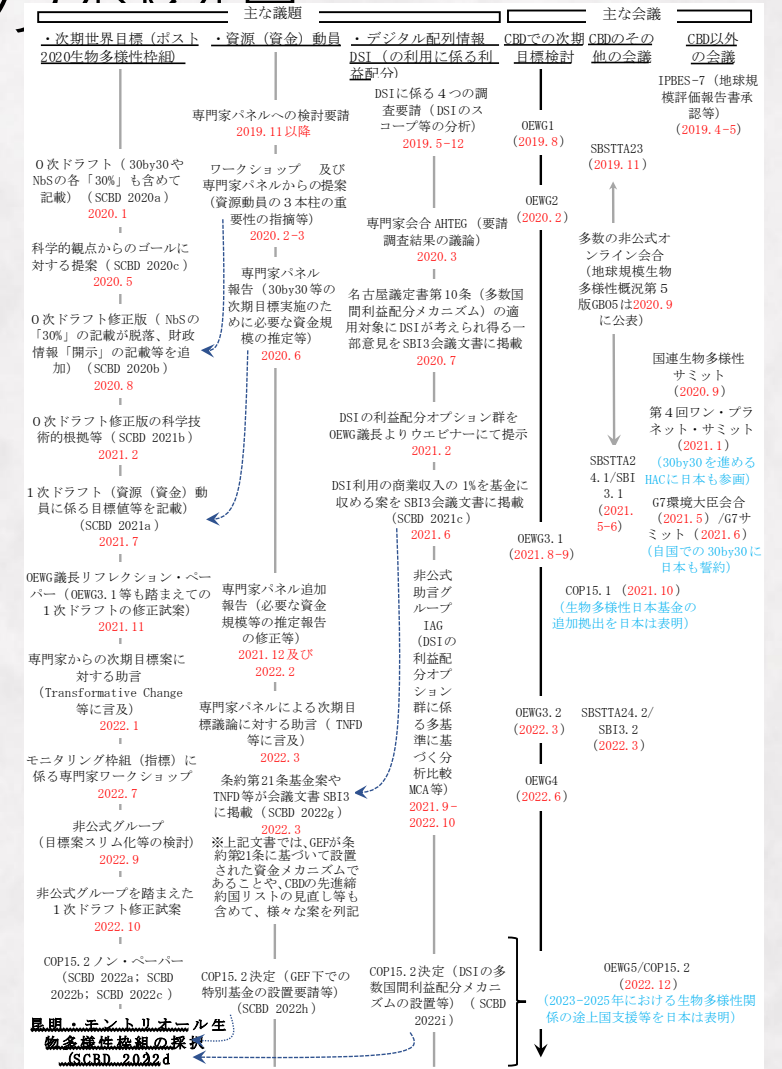 主な議題
主な会議
・次期世界目標(ポスト
2020生物多様性枠組)
・資源(資金)動員
・デジタル配列情報
DSI(の利用に係る利
益配分)
CBDでの次期
目標検討
CBDのその
他の会議
CBD以外
の会議
0次ドラフト(30by30や
NbSの各「30%」も含めて
記載)(SCBD 2020a)
2020.1
科学的観点からのゴールに
対する提案(SCBD 2020c)
2020.5
0次ドラフト修正版( NbSの
「30%」の記載が脱落、財政
情報「開示」の記載等を追
加)(SCBD 2020b)
2020.8
0次ドラフト修正版の科学技
術的根拠等(SCBD 2021b)
2021.2
1次ドラフト(資源(資金)動
員に係る目標値等を記載)
(SCBD 2021a)
2021.7
OEWG議長リフレクション・ペー
パー(OEWG3.1等も踏まえての
1次ドラフトの修正試案)
2021.11
専門家からの次期目標案に
対する助言
(Transformative Change
等に言及)
2022.1
モニタリング枠組(指標)に
係る専門家ワークショップ
2022.7
非公式グループ
(目標案スリム化等の検討)
2022.9
非公式グループを踏まえた
1次ドラフト修正試案
2022.10
COP15.2 ノン・ペーパー
(SCBD 2022a; SCBD
2022b; SCBD 2022c )
昆明・モントリオール生
物多様性枠組の採択
(SCBD 2022d
専門家パネルへの検討要請
2019.11以降
ワークショップ 及び
専門家パネルからの提案
(資源動員の3本柱の重
要性の指摘等)
2020.2-3
専門家パネル
報告(30by30等の
次期目標実施のた
めに必要な資金規
模の推定等)
2020.6
専門家パネル追加
報告(必要な資金
規模等の推定報告
の修正等)
2021.12及び
2022.2
専門家パネルによる次期目
標議論に対する助言( TNFD
等に言及)
2022.3
条約第21条基金案や
TNFD等が会議文書 SBI3
に掲載(SCBD 2022g)
2022.3
※上記文書では、GEFが条
約第21条に基づいて設置
された資金メカニズムで
あることや、CBDの先進締
約国リストの見直し等も
含めて、様々な案を列記
COP15.2決定(GEF下での
特別基金の設置要請等)
(SCBD 2022h)
DSIに係る4つの調
査要請(DSIのス
コープ等の分析)
2019.5-12
専門家会合 AHTEG(要請
調査結果の議論)
2020.3
名古屋議定書第10条(多数国
間利益配分メカニズム)の適
用対象にDSIが考えられ得る一
部意見をSBI3会議文書に掲載
2020.7
DSIの利益配分オプション群を
OEWG議長よりウエビナーにて提示
2021.2
DSI利用の商業収入の 1%を基金に
収める案をSBI3会議文書に掲載
(SCBD 2021c)
2021.6
非公式
助言グ
ループ
IAG
(DSIの
利益配
分オプ
ション
群に係
る多基
準に基
づく分
析比較
MCA等)
2021.9-
2022.10
COP15.2決定(DSIの多
数国間利益配分メカニ
ズムの設置等)( SCBD
2022i)
OEWG1
(2019.8)
OEWG2
(2020.2)
OEWG3.1
(2021.8-9)
OEWG3.2
(2022.3)
OEWG4
(2022.6)
SBSTTA23
(2019.11)
多数の非公式オ
ンライン会合
(地球規模生物
多様性概況第5
版GBO5は2020.9
に公表)
SBSTTA2
4.1/SBI
3.1
(2021.
5-6)
COP15.1(2021.10)
(生物多様性日本基金の
追加拠出を日本は表明)
SBSTTA24.2/
SBI3.2
(2022.3)
OEWG5/COP15.2
(2022.12)
(2023-2025年における生物多様性関
係の途上国支援等を日本は表明)
IPBES-7(地球規
模評価報告書承
認等)
(2019.4-5)
国連生物多様性
サミット
(2020.9)
第4回ワン・プラ
ネット・サミット
(2021.1)
(30by30を進める
HACに日本も参画)
G7環境大臣会合
(2021.5)/G7サ
ミット(2021.6)
(自国での30by30に
日本も誓約)